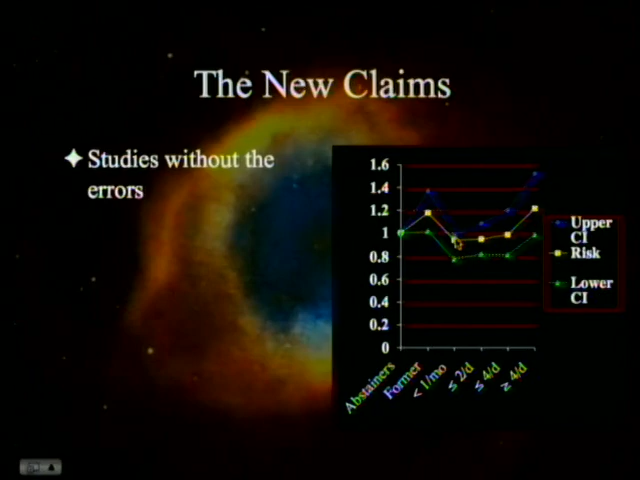 The New Claims
Studies without the
errors
1.6
1.4
1.2
1
0.8
0.6
0.4
0.2
0
Abstainers
Former
< 1/mo
≤ 2/d
≤ 4/d
≥ 4/d
Upper
CI
Risk
Lower
CI